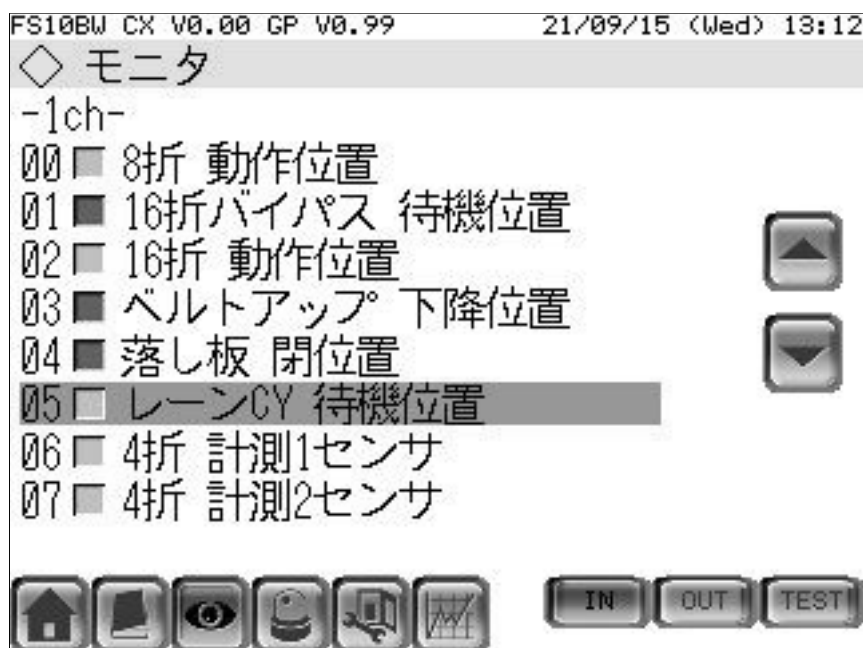 FS10BW CX V0.00 GP V0.99 21/09/15 (Wed) 13:12
◇ モニタ
-1ch-
00 8折 動作位置
01 16折バイパス 待機位置
02 16折 動作位置
03 ベルトアップ 下降位置
04 落し板 閉位置
05 レーンCY 待機位置
06 4折 計測1センサ
07 4折 計測2センサ
IN OUT TEST